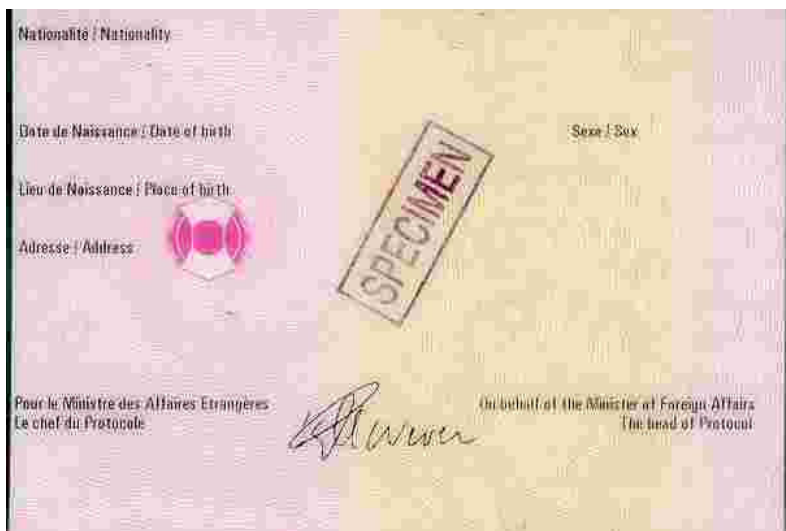 Nationalité / Nationality
Date de Naissance / Date of birth
Sexe / Sex
Lieu de Naissance / Place of birth
Adresse / Address
SPECIMEN
Pour le Ministre des Affaires Etrangères
Le chef du Protocole
On behalf of the Minister of Foreign Affairs
The head of Protocol